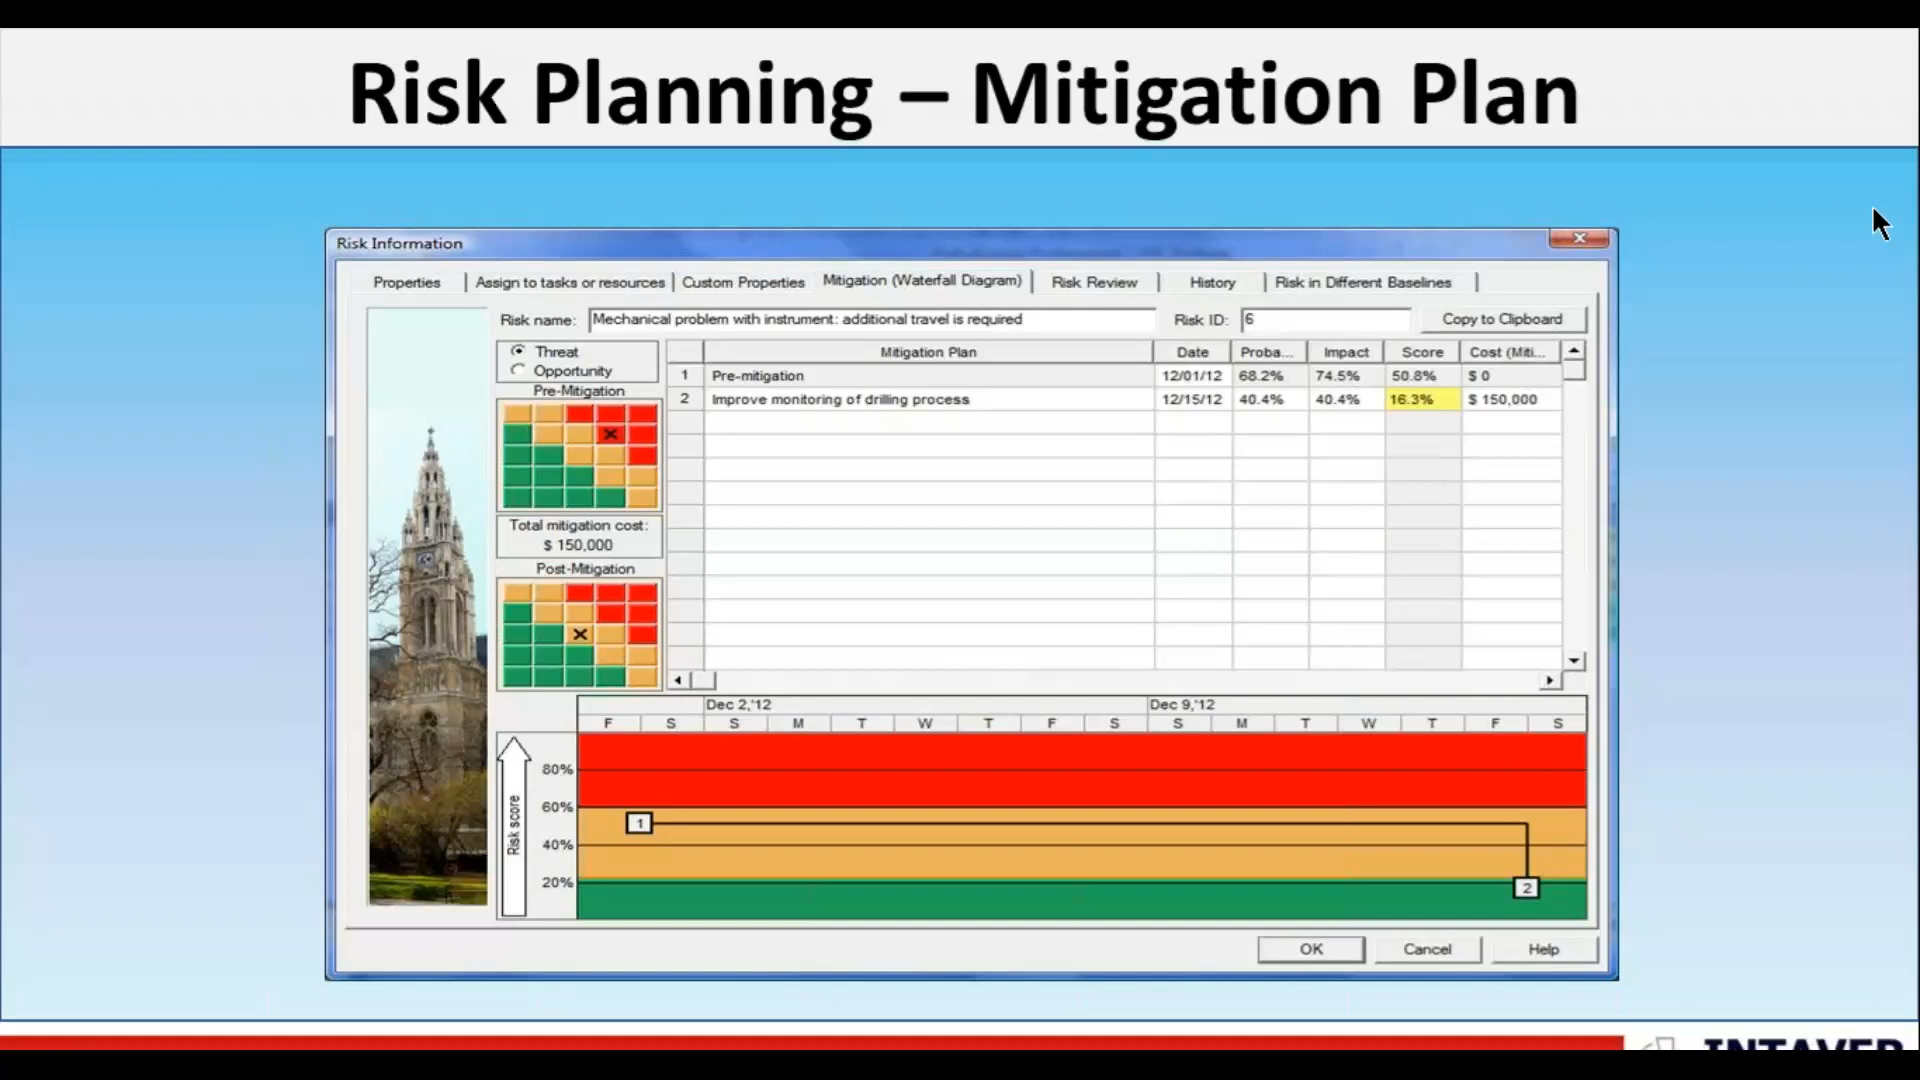 Risk Planning – Mitigation Plan
Risk Information
Properties Assign to tasks or resources Custom Properties Mitigation (Waterfall Diagram) Risk Review History Risk in Different Baselines
Risk name: Mechanical problem with instrument: additional travel is required Risk ID: 6 Copy to Clipboard
Threat
Opportunity
Pre-Mitigation
Total mitigation cost:
$ 150,000
Post-Mitigation
Mitigation Plan Date Proba... Impact Score Cost (Miti...
1 Pre-mitigation 12/01/12 68.2% 74.5% 50.8% $ 0
2 Improve monitoring of drilling process 12/15/12 40.4% 40.4% 16.3% $ 150,000
Dec 2,'12 Dec 9,'12
F S S M T W T F S S M T W T F S
Risk score
80%
60%
40%
20%
1
2
OK Cancel Help
INTAVER